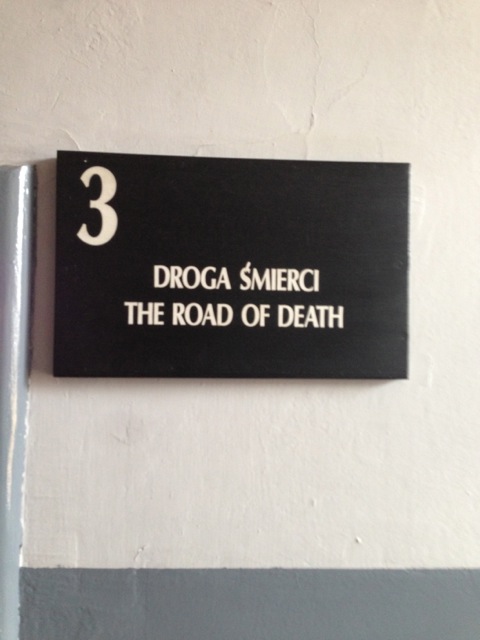 3
DROGA ŚMIERCI
THE ROAD OF DEATH